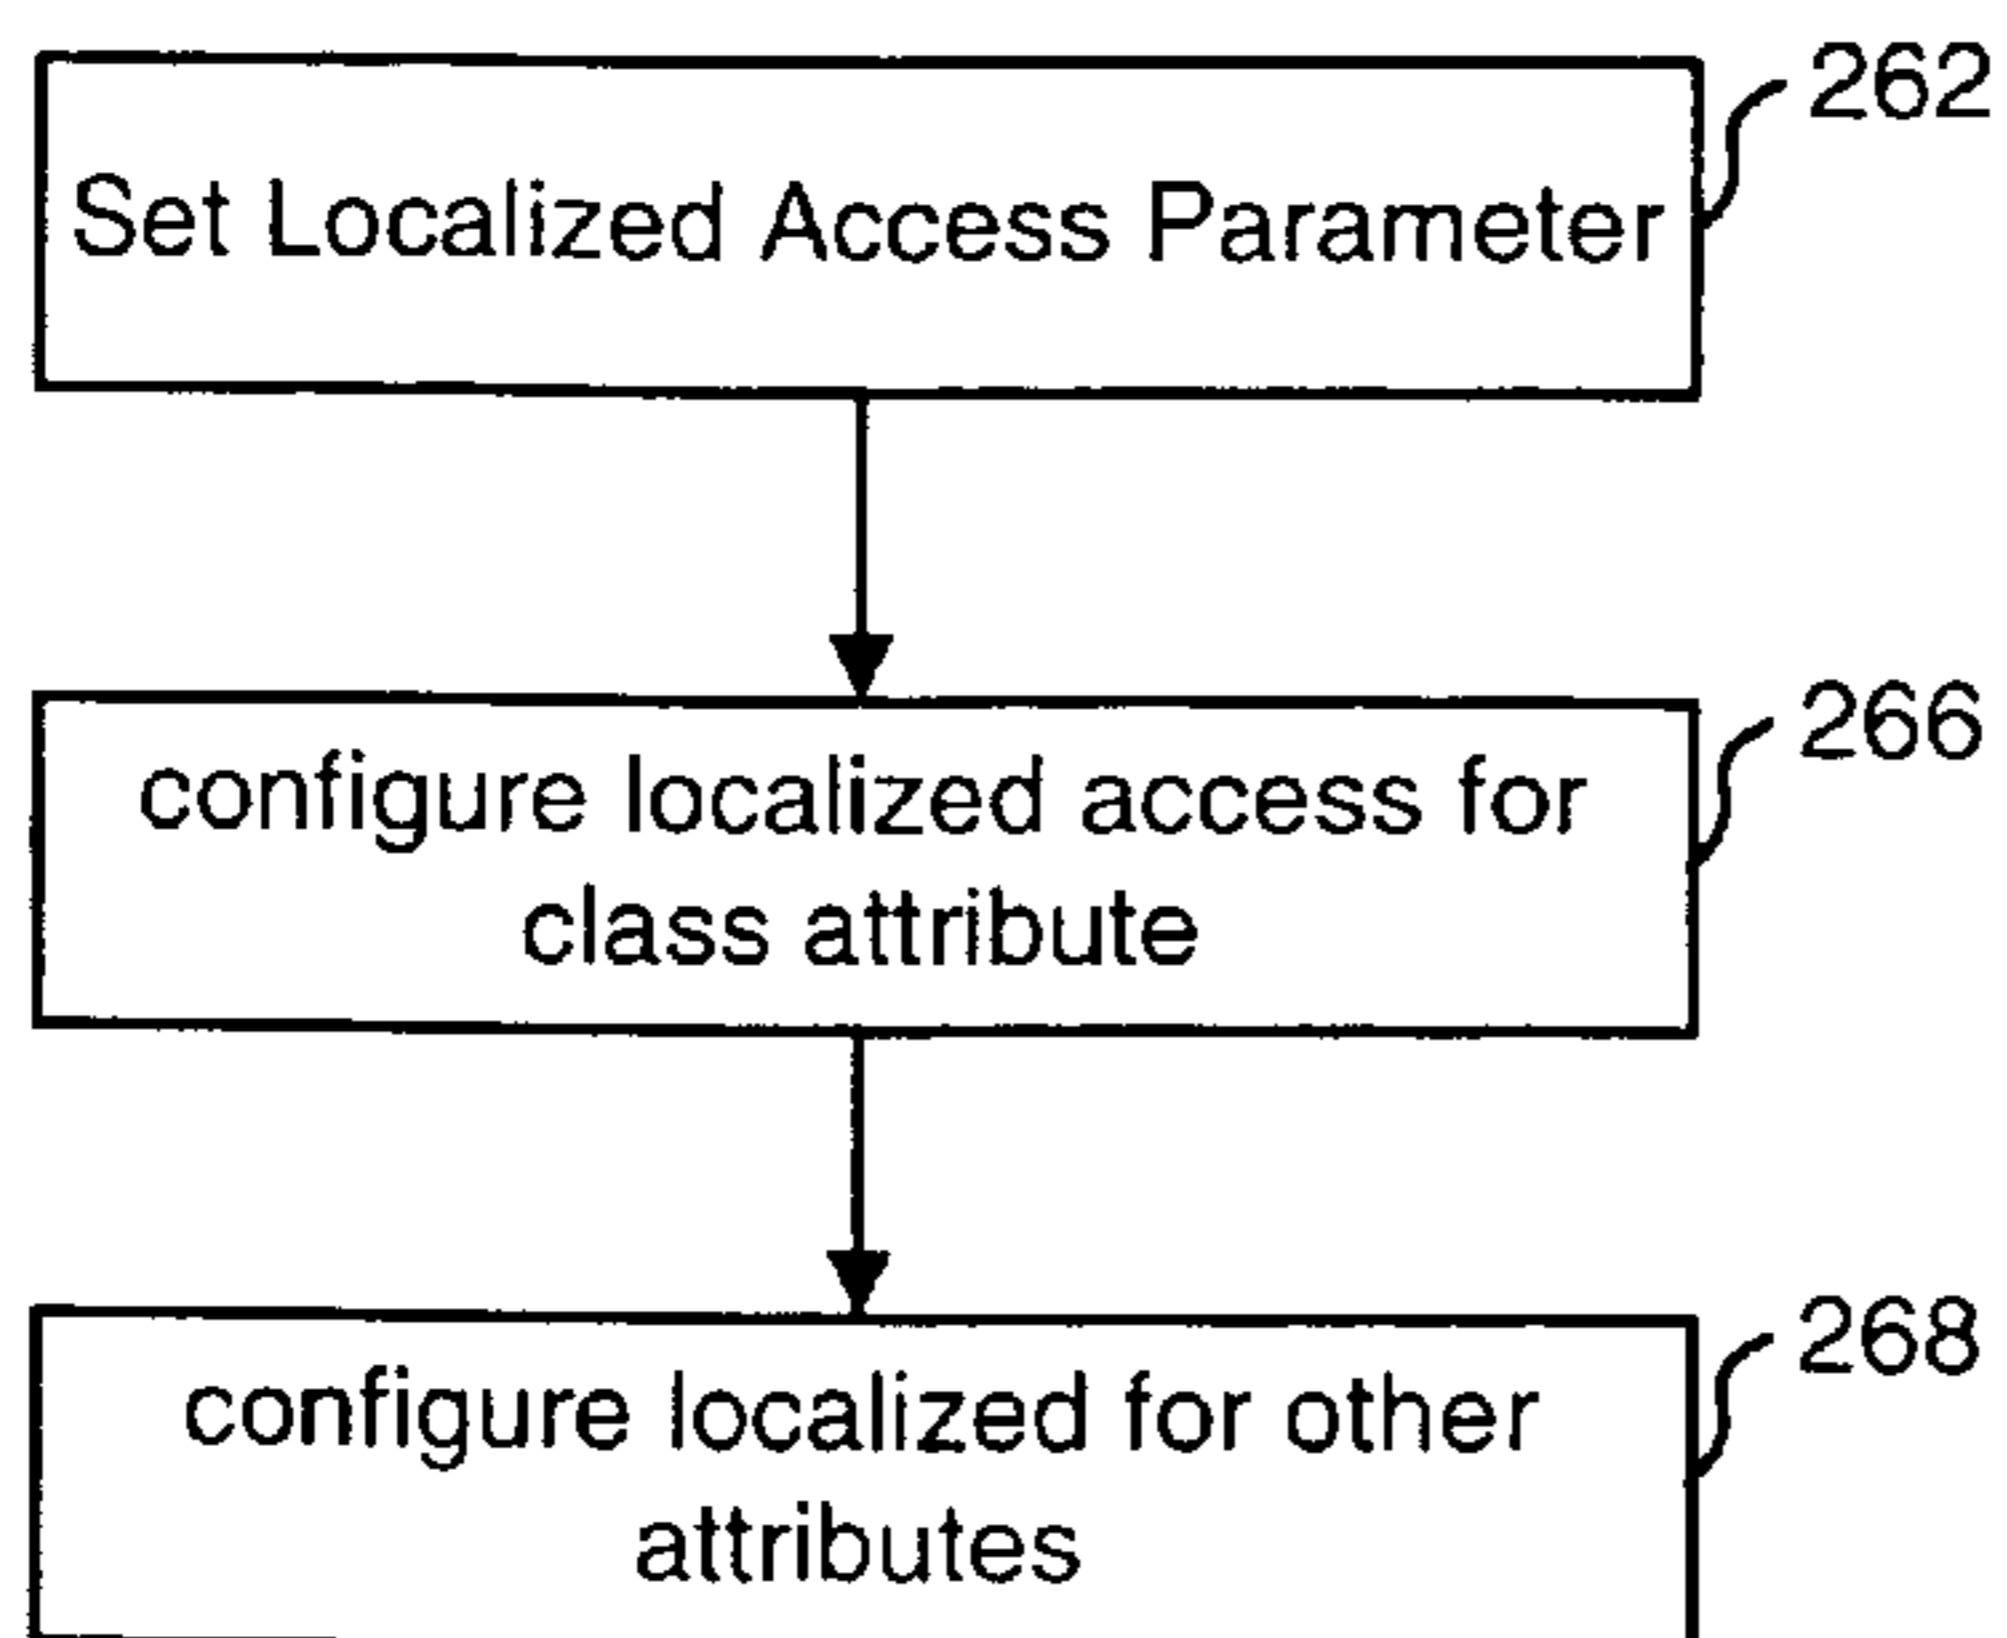 262
Set Localized Access Parameter
266
configure localized access for
class attribute
268
configure localized for other
attributes